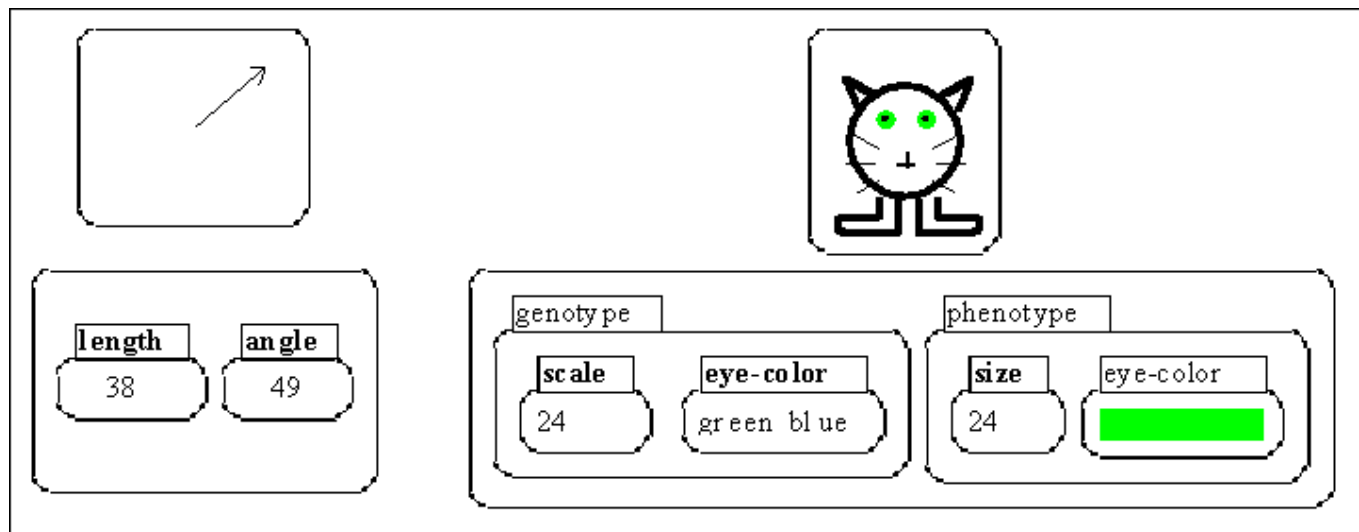 length
angle
38
49
genotype
scale
eye-color
24
green blue
phenotype
size
eye-color
24